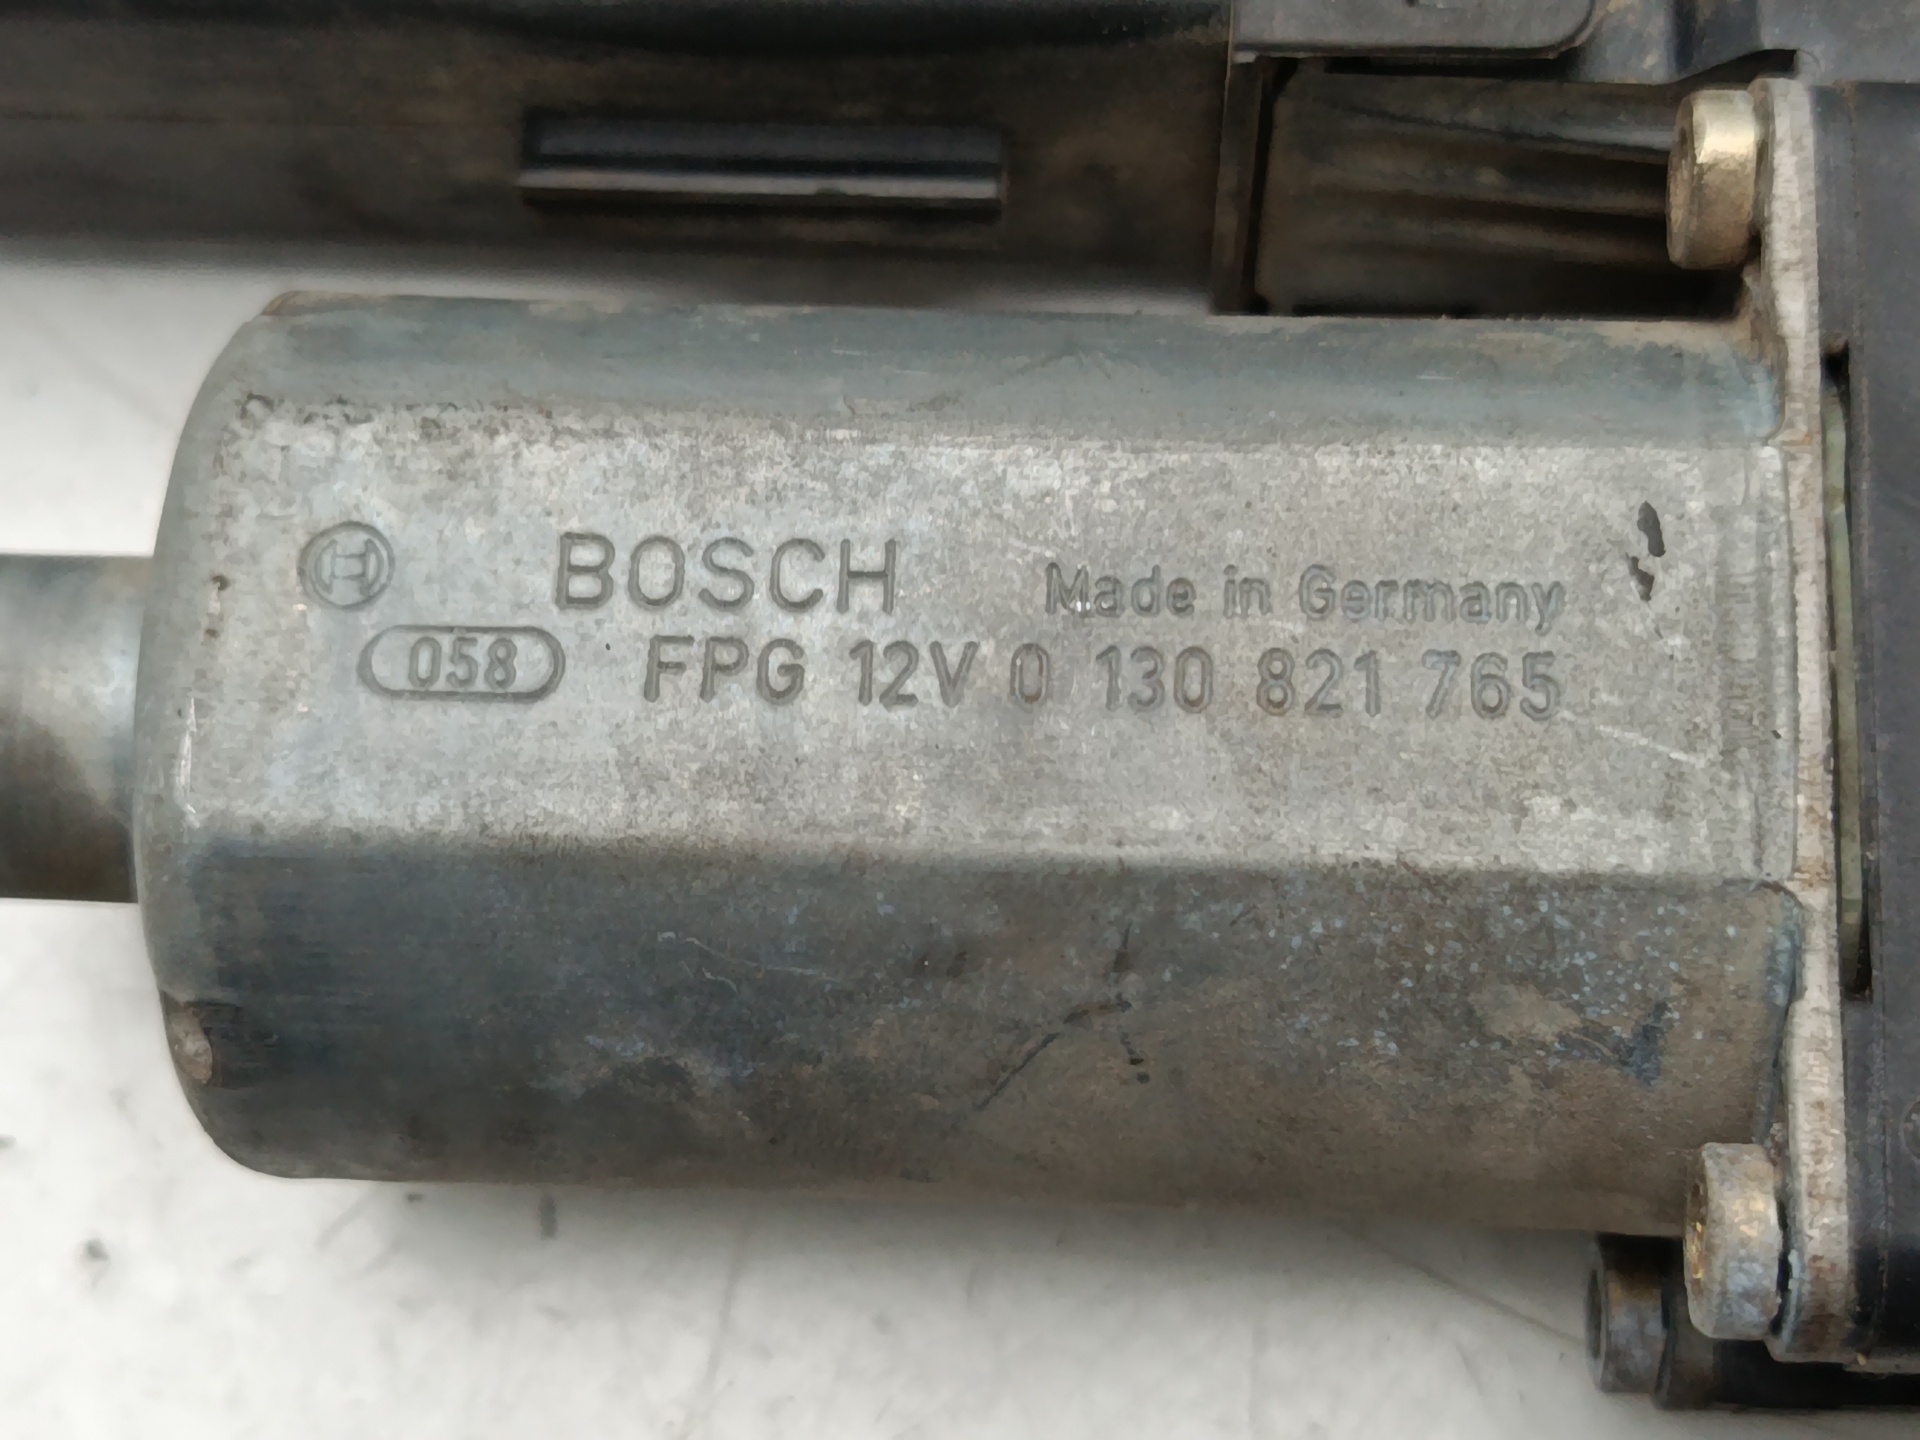 BOSCH Made in Germany
058 FPG 12V 0 130 821 765